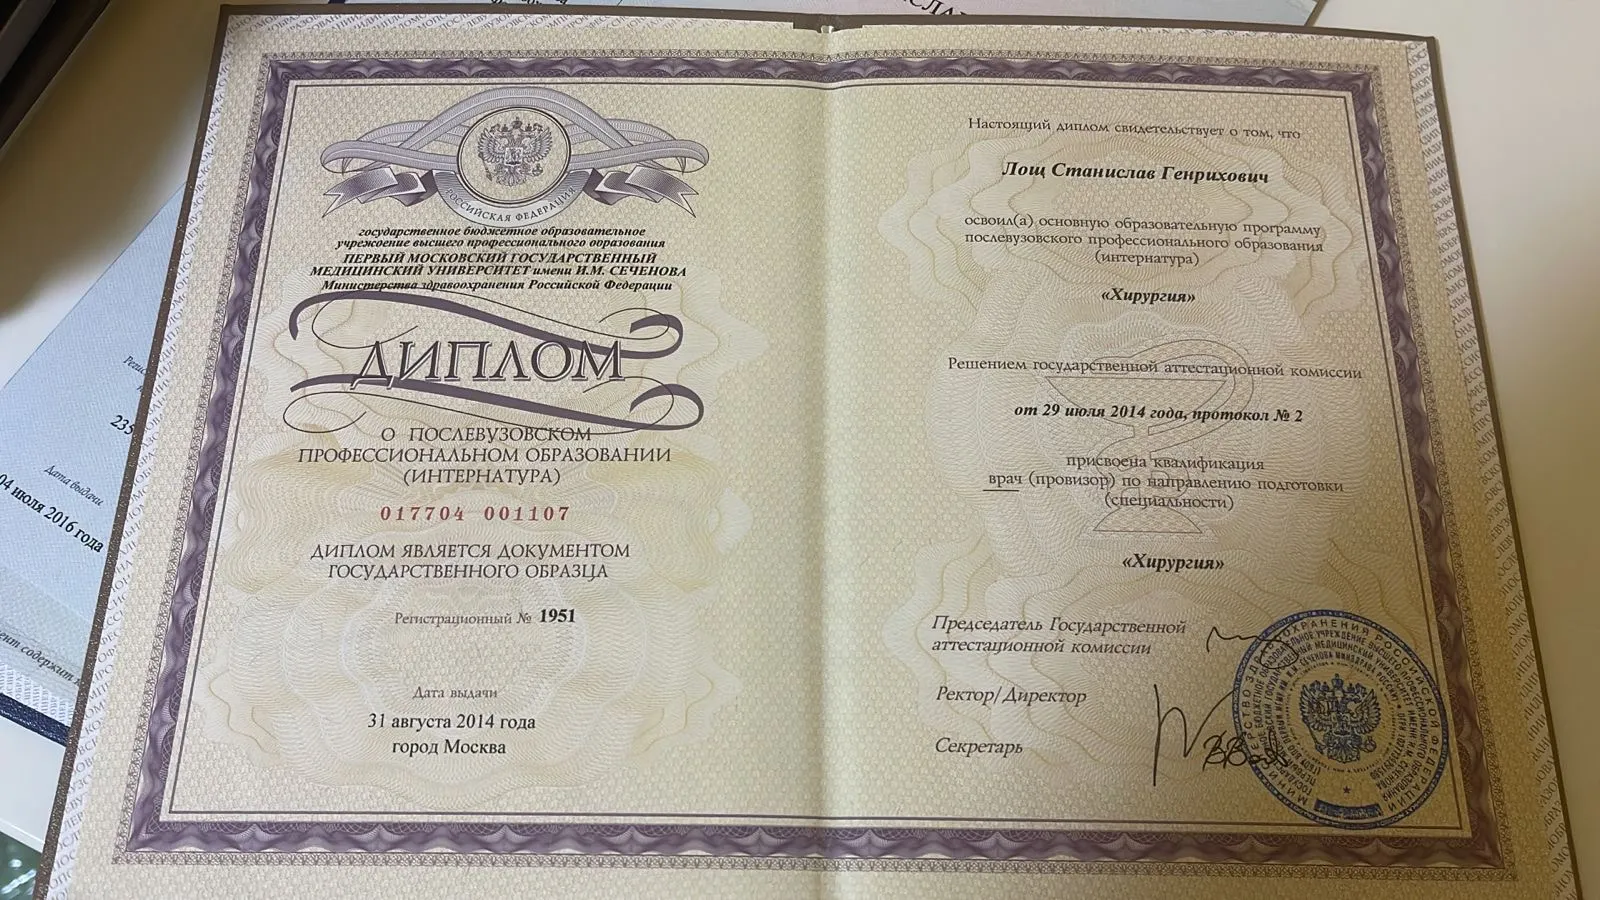 РОССИЙСКАЯ ФЕДЕРАЦИЯ
государственное бюджетное образовательное
учреждение высшего профессионального образования
ПЕРВЫЙ МОСКОВСКИЙ ГОСУДАРСТВЕННЫЙ
МЕДИЦИНСКИЙ УНИВЕРСИТЕТ имени И.М. СЕЧЕНОВА
Министерства здравоохранения Российской Федерации
ДИПЛОМ
О ПОСЛЕВУЗОВСКОМ
ПРОФЕССИОНАЛЬНОМ ОБРАЗОВАНИИ
(ИНТЕРНАТУРА)
017704 001107
ДИПЛОМ ЯВЛЯЕТСЯ ДОКУМЕНТОМ
ГОСУДАРСТВЕННОГО ОБРАЗЦА
Регистрационный № 1951
Дата выдачи
31 августа 2014 года
город Москва
Настоящий диплом свидетельствует о том, что
Лощ Станислав Генрихович
освоил(а) основную образовательную программу
послевузовского профессионального образования
(интернатура)
«Хирургия»
Решением государственной аттестационной комиссии
от 29 июля 2014 года, протокол № 2
присвоена квалификация
врач (провизор) по направлению подготовки
(специальности)
«Хирургия»
Председатель Государственной
аттестационной комиссии
Ректор/Директор
Секретарь
235
Дата выдачи
04 июля 2016 года